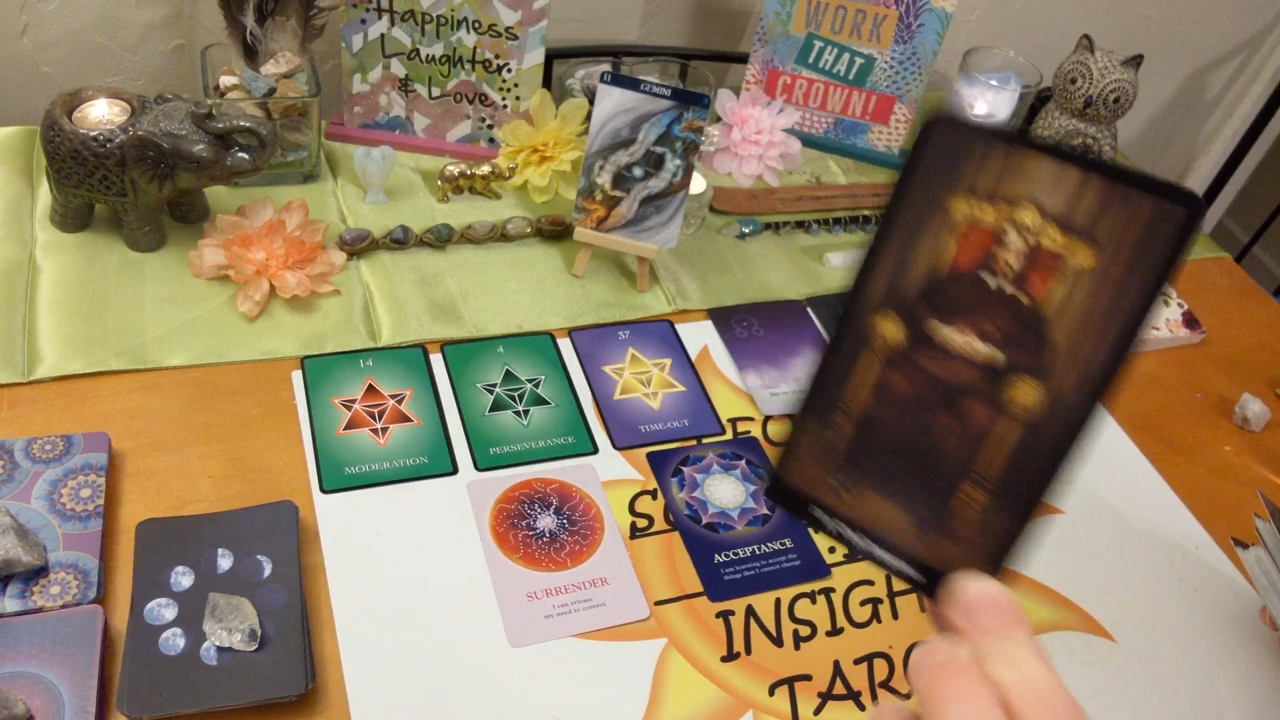 Happiness
Laughter
& Love
WORK
THAT
CROWN!
11
GEMINI
14
MODERATION
4
PERSEVERANCE
37
TIME-OUT
SURRENDER
I can release
my need to control
ACCEPTANCE
I am learning to accept the
things that I cannot change
INSIGH
TAR